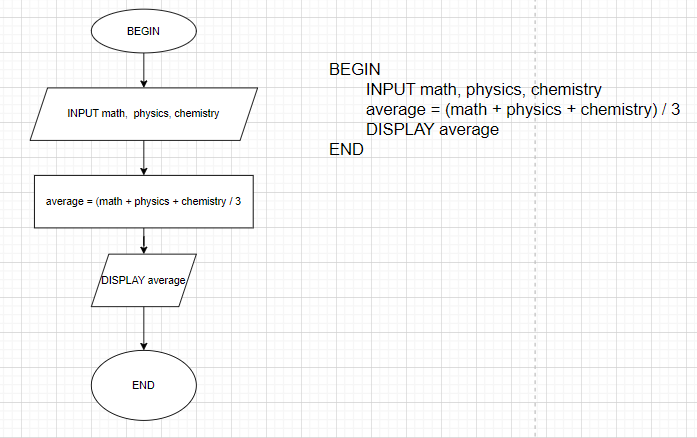 BEGIN
INPUT math, physics, chemistry
average = (math + physics + chemistry / 3
DISPLAY average
END
BEGIN
INPUT math, physics, chemistry
average = (math + physics + chemistry) / 3
DISPLAY average
END